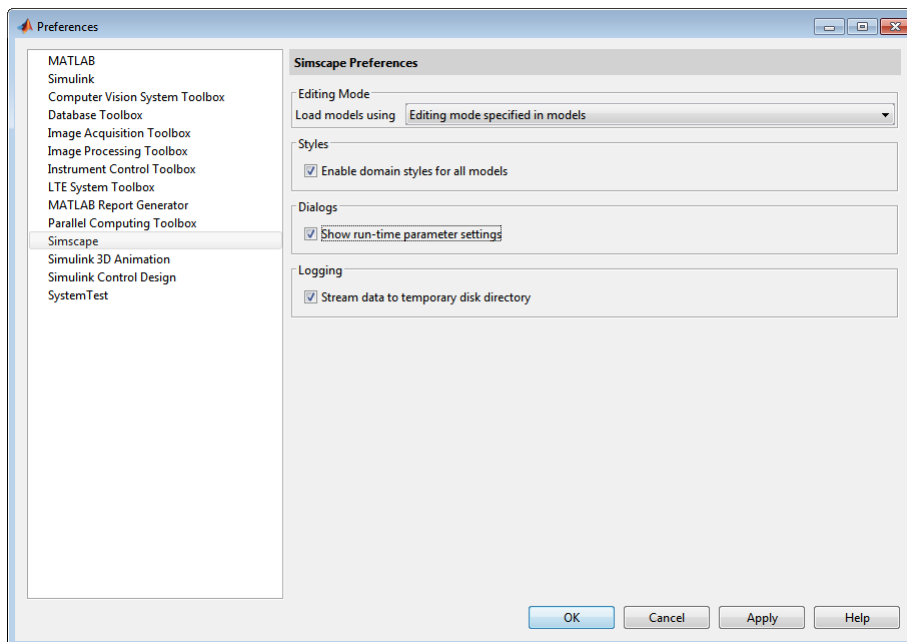 Preferences
MATLAB
Simulink
Computer Vision System Toolbox
Database Toolbox
Image Acquisition Toolbox
Image Processing Toolbox
Instrument Control Toolbox
LTE System Toolbox
MATLAB Report Generator
Parallel Computing Toolbox
Simscape
Simulink 3D Animation
Simulink Control Design
SystemTest
Simscape Preferences
Editing Mode
Load models using Editing mode specified in models
Styles
Enable domain styles for all models
Dialogs
Show run-time parameter settings
Logging
Stream data to temporary disk directory
OK Cancel Apply Help